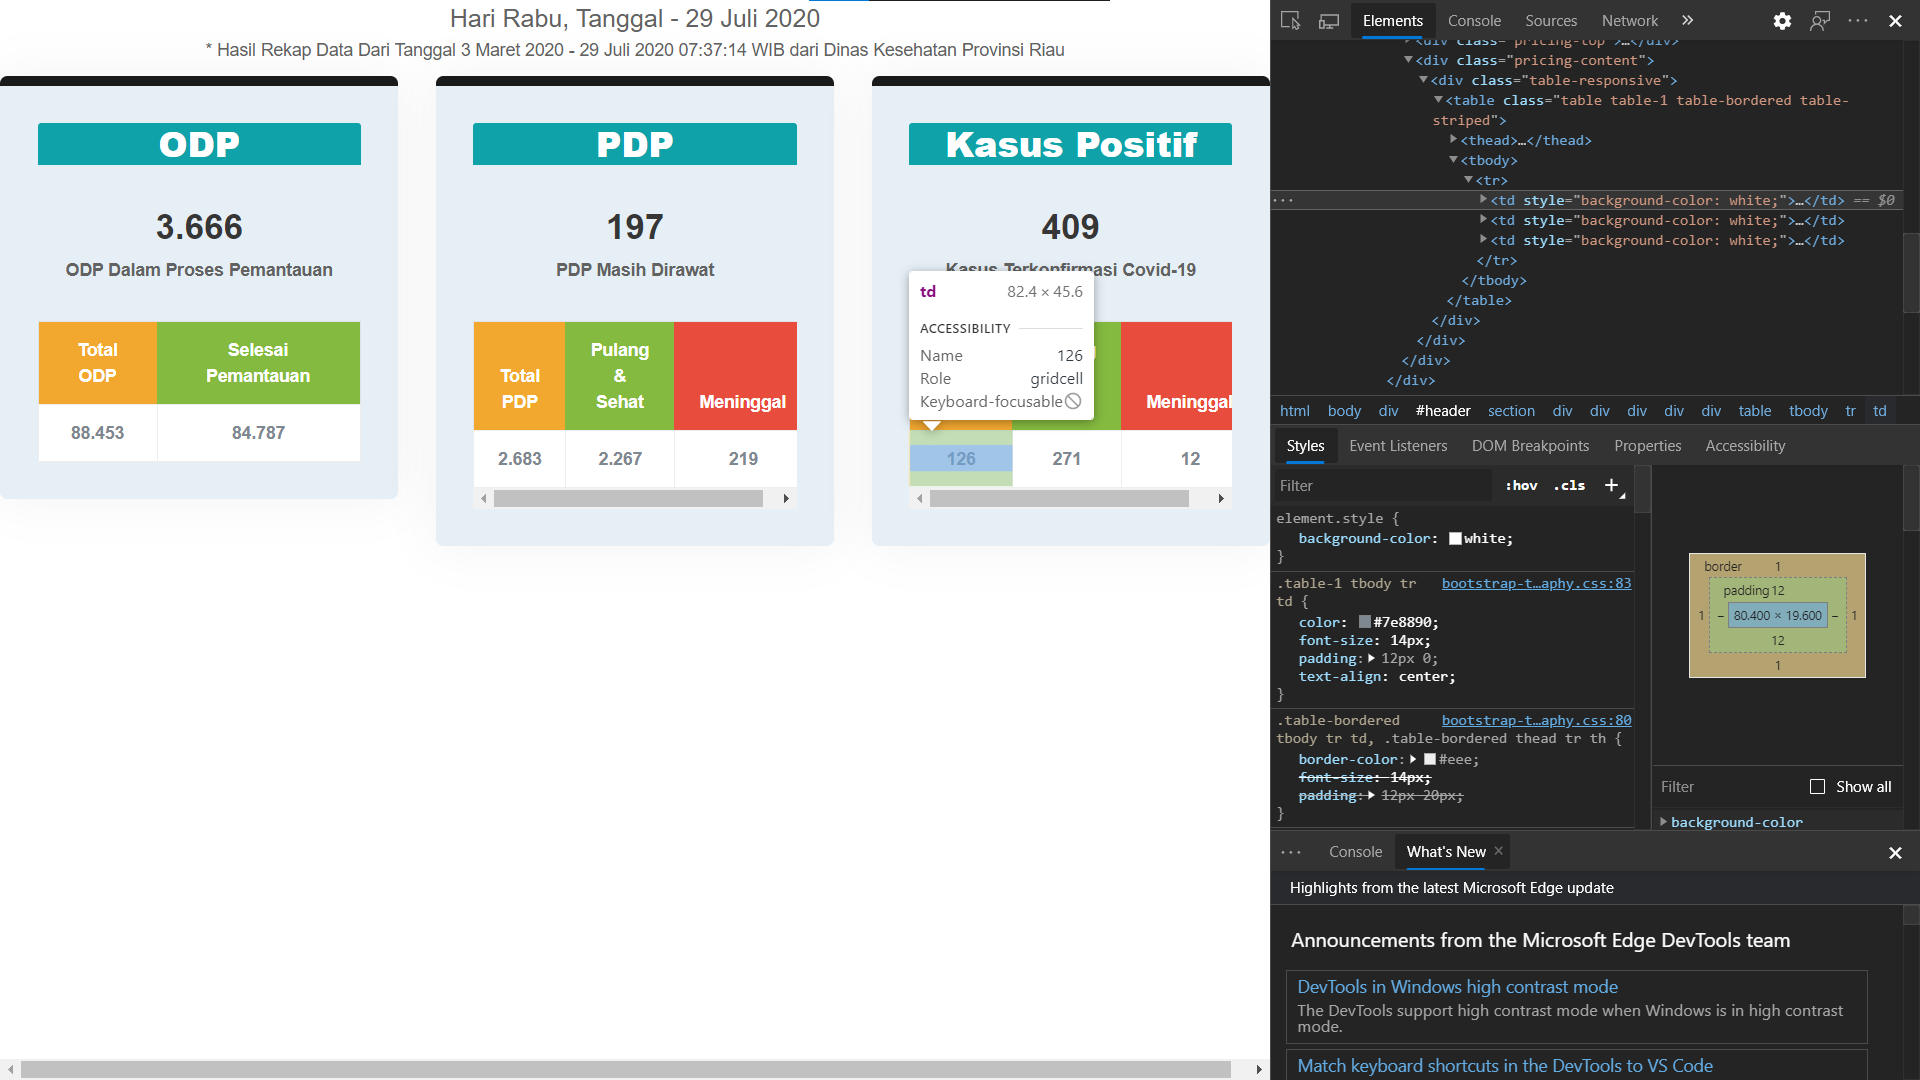 Hari Rabu, Tanggal - 29 Juli 2020
* Hasil Rekap Data Dari Tanggal 3 Maret 2020 - 29 Juli 2020 07:37:14 WIB dari Dinas Kesehatan Provinsi Riau
ODP
3.666
ODP Dalam Proses Pemantauan
Total ODP
Selesai Pemantauan
88.453
84.787
PDP
197
PDP Masih Dirawat
Total PDP
Pulang & Sehat
Meninggal
2.683
2.267
219
Kasus Positif
409
Kasus Terkonfirmasi Covid-19
Meninggal
126
271
12
td 82.4 × 45.6
ACCESSIBILITY
Name 126
Role gridcell
Keyboard-focusable
Elements Console Sources Network »
<div class="pricing-top">…</div>
<div class="pricing-content">
<div class="table-responsive">
<table class="table table-1 table-bordered table-
striped">
<thead>…</thead>
<tbody>
<tr>
<td style="background-color: white;">…</td> == $0
<td style="background-color: white;">…</td>
<td style="background-color: white;">…</td>
</tr>
</tbody>
</table>
</div>
</div>
</div>
</div>
html body div #header section div div div div div table tbody tr td
Styles Event Listeners DOM Breakpoints Properties Accessibility
Filter :hov .cls +
element.style {
background-color: white;
}
.table-1 tbody tr bootstrap-t…aphy.css:83
td {
color: #7e8890;
font-size: 14px;
padding: 12px 0;
text-align: center;
}
.table-bordered bootstrap-t…aphy.css:80
tbody tr td, .table-bordered thead tr th {
border-color: #eee;
font-size: 14px;
padding: 12px 20px;
}
border 1
padding 12
1 – 80.400 × 19.600 – 1
12
1
Filter Show all
background-color
Console What's New ×
Highlights from the latest Microsoft Edge update
Announcements from the Microsoft Edge DevTools team
DevTools in Windows high contrast mode
The DevTools support high contrast mode when Windows is in high contrast
mode.
Match keyboard shortcuts in the DevTools to VS Code